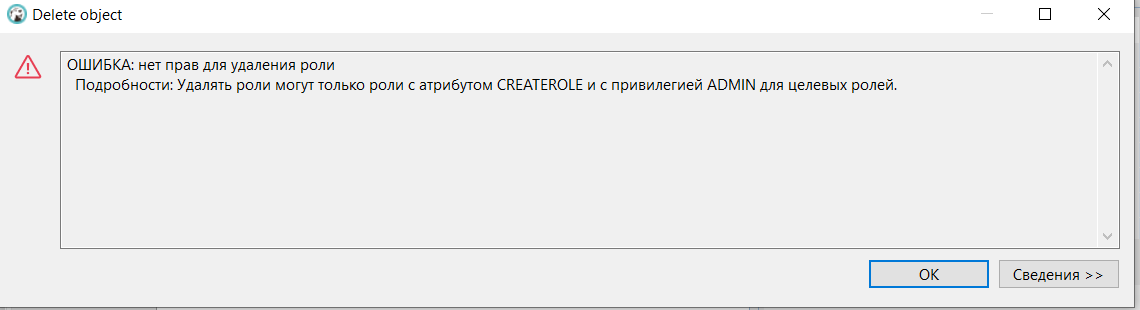 Delete object
ОШИБКА: нет прав для удаления роли
Подробности: Удалять роли могут только роли с атрибутом CREATEROLE и с привилегией ADMIN для целевых ролей.
OK
Сведения >>